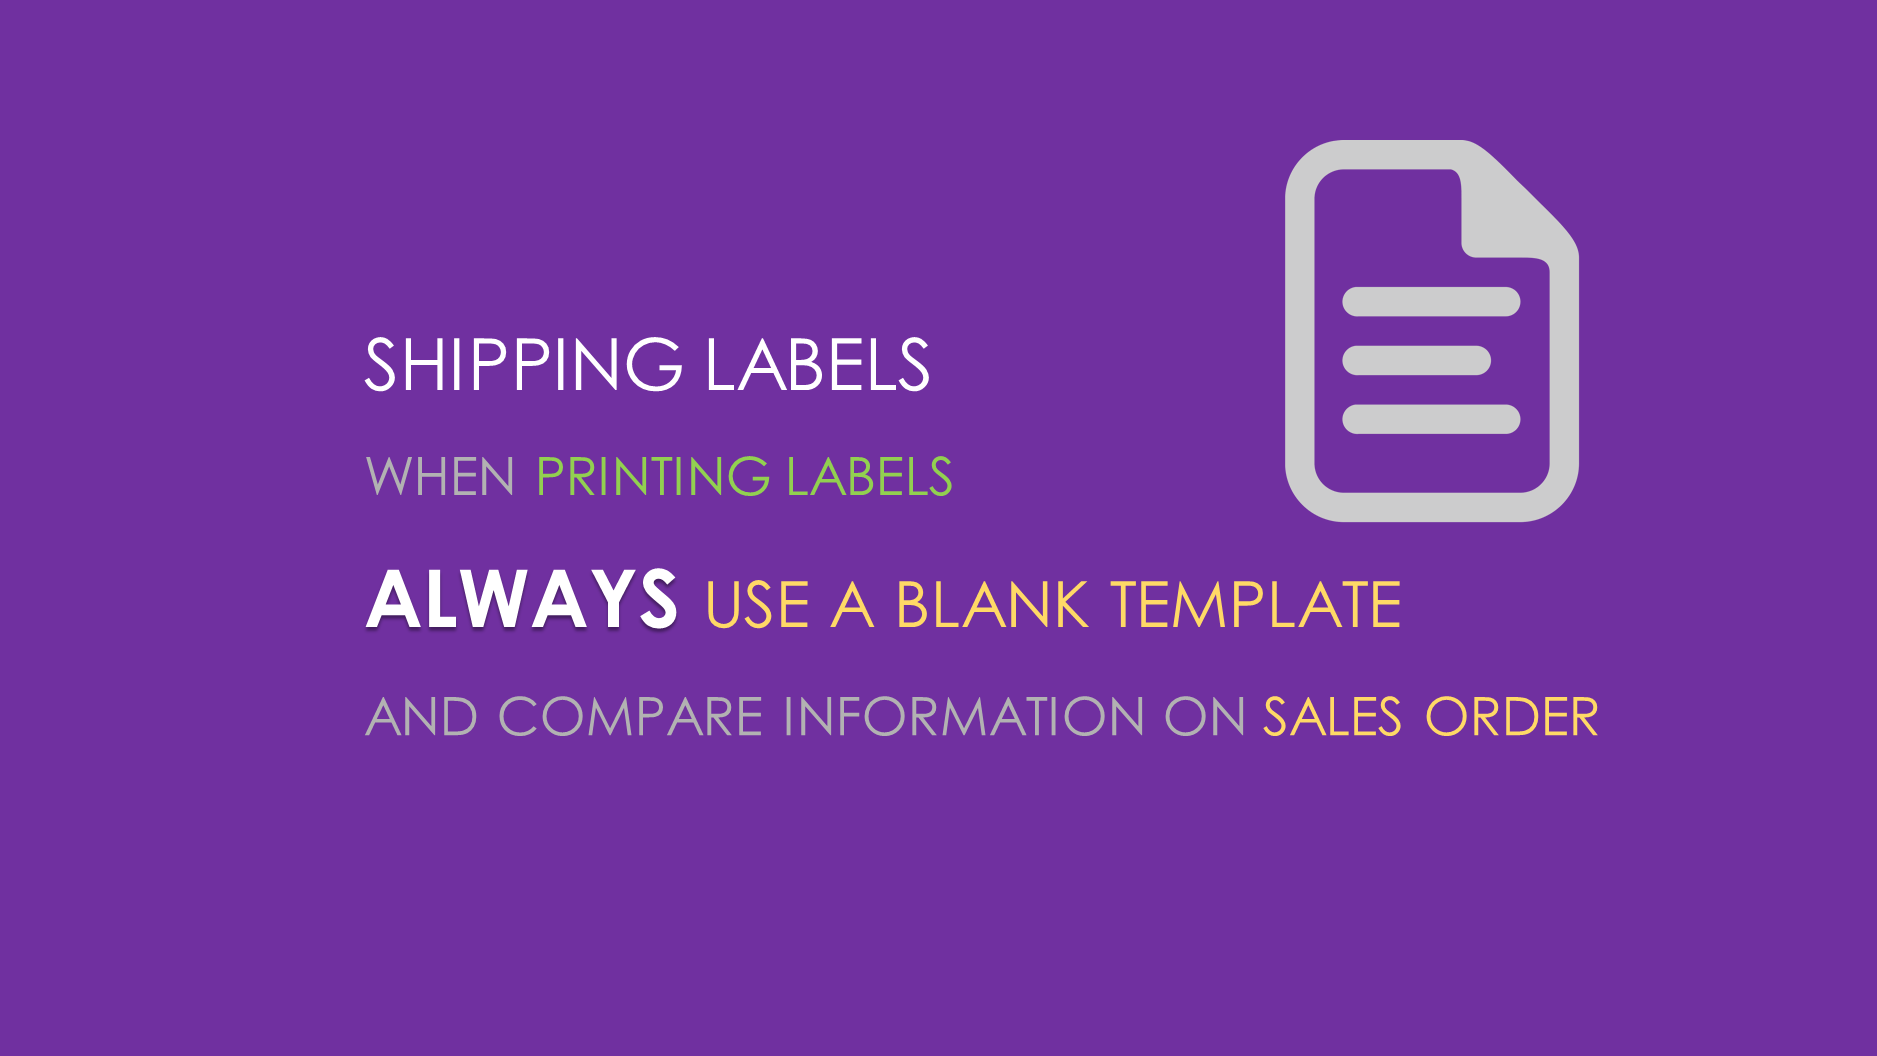 SHIPPING LABELS
WHEN PRINTING LABELS
ALWAYS USE A BLANK TEMPLATE
AND COMPARE INFORMATION ON SALES ORDER